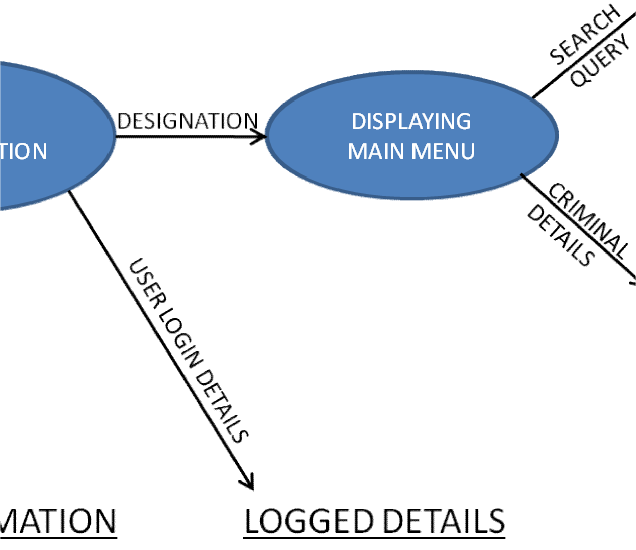 SEARCH
QUERY
DESIGNATION
DISPLAYING
MAIN MENU
TION
CRIMINAL
DETAILS
USER LOGIN DETAILS
MATION
LOGGED DETAILS